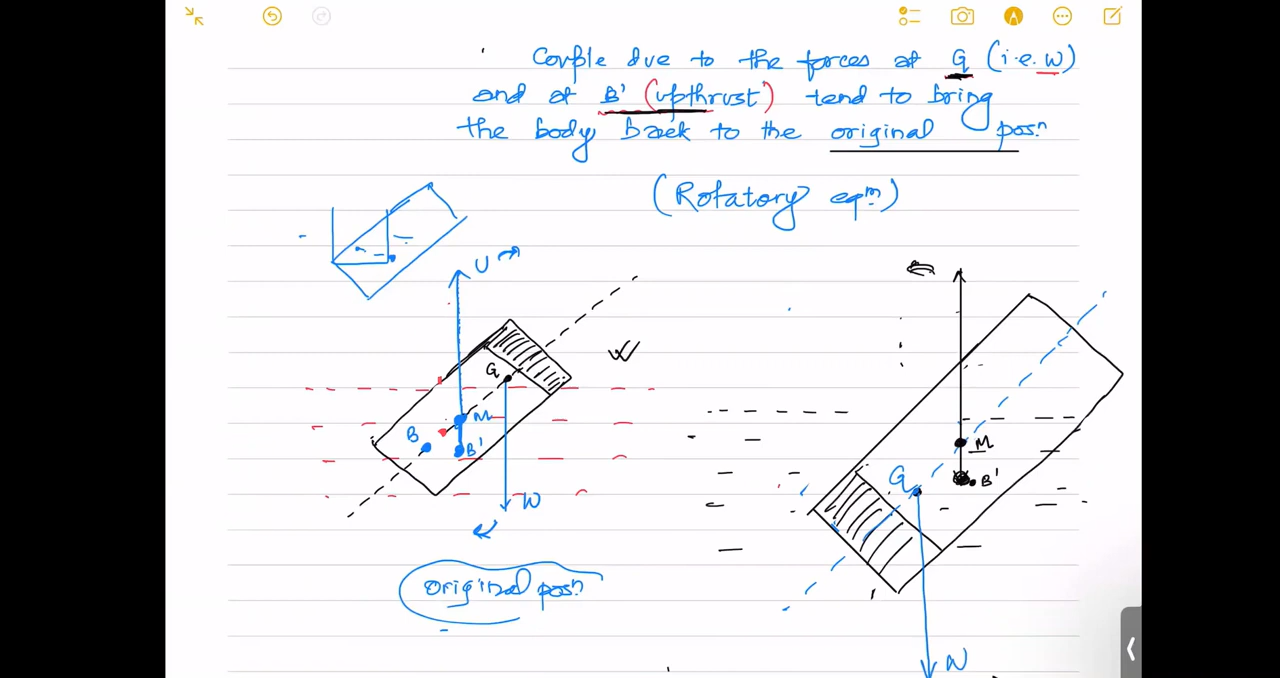 Couple due to the forces at G (i.e. W)
and at B' (upthrust) tend to bring
the body back to the original posn
(Rotatory eqm)
U
G
M
B
B'
W
original posn
M
G
B'
W